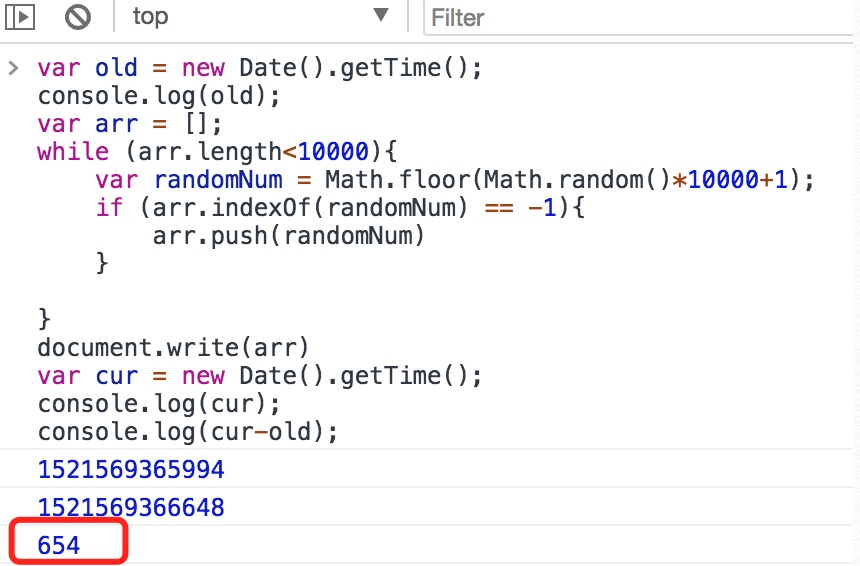 top Filter
var old = new Date().getTime();
console.log(old);
var arr = [];
while (arr.length<10000){
    var randomNum = Math.floor(Math.random()*10000+1);
    if (arr.indexOf(randomNum) == -1){
        arr.push(randomNum)
    }

}
document.write(arr)
var cur = new Date().getTime();
console.log(cur);
console.log(cur-old);
1521569365994
1521569366648
654